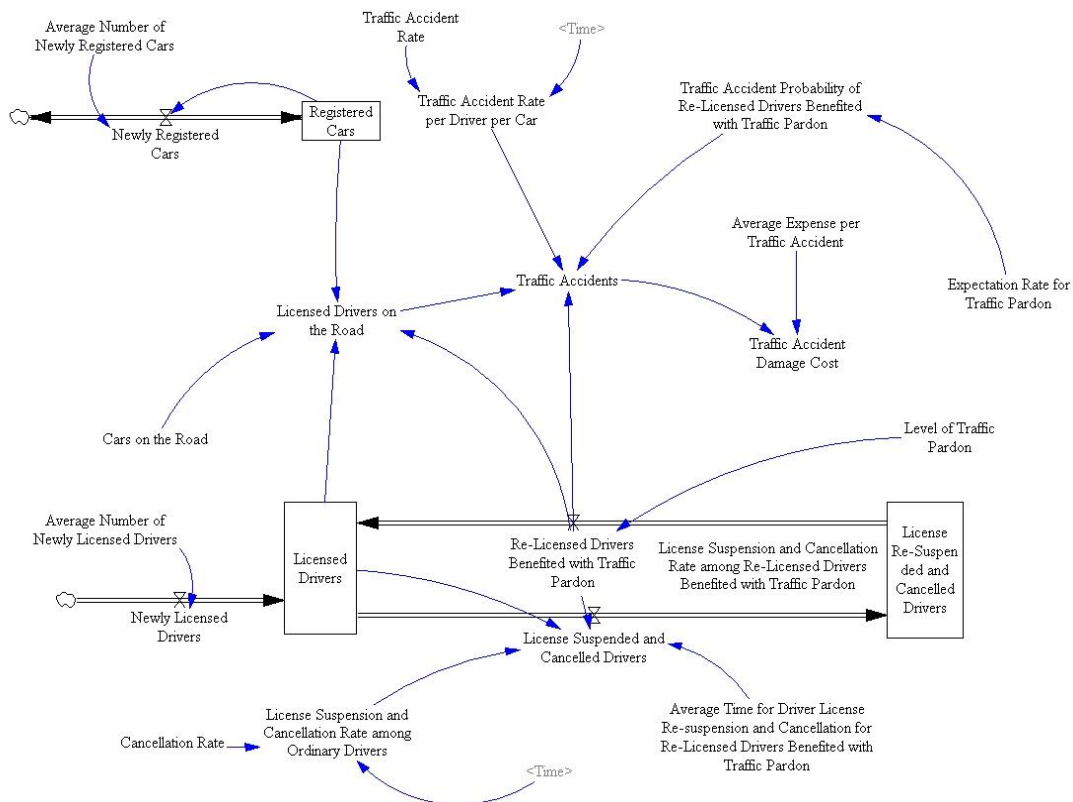 Average Number of
Newly Registered Cars
Traffic Accident
Rate
<Time>
Traffic Accident Rate
per Driver per Car
Traffic Accident Probability of
Re-Licensed Drivers Benefited
with Traffic Pardon
Registered
Cars
Newly Registered
Cars
Average Expense per
Traffic Accident
Traffic Accidents
Expectation Rate for
Traffic Pardon
Licensed Drivers on
the Road
Traffic Accident
Damage Cost
Cars on the Road
Level of Traffic
Pardon
Average Number of
Newly Licensed Drivers
Licensed
Drivers
Re-Licensed Drivers
Benefited with Traffic
Pardon
License Suspension and Cancellation
Rate among Re-Licensed Drivers
Benefited with Traffic Pardon
License
Re-Suspen
ded and
Cancelled
Drivers
Newly Licensed
Drivers
License Suspended and
Cancelled Drivers
License Suspension and
Cancellation Rate among
Ordinary Drivers
Average Time for Driver License
Re-suspension and Cancellation for
Re-Licensed Drivers Benefited with
Traffic Pardon
Cancellation Rate
<Time>